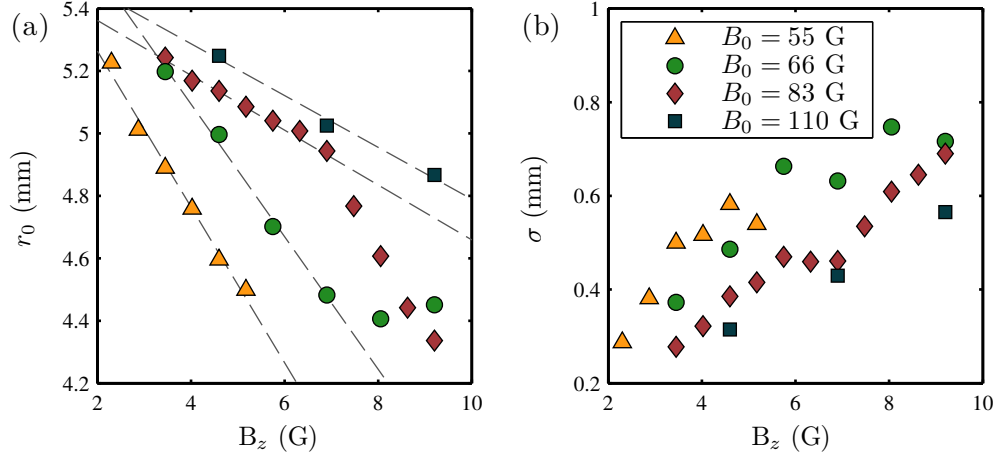 (a)
5.4
5.2
5
4.8
4.6
4.4
4.2
r₀ (mm)
2
4
6
8
10
B_z (G)
(b)
1
0.8
0.6
0.4
0.2
σ (mm)
B₀ = 55 G
B₀ = 66 G
B₀ = 83 G
B₀ = 110 G
2
4
6
8
10
B_z (G)